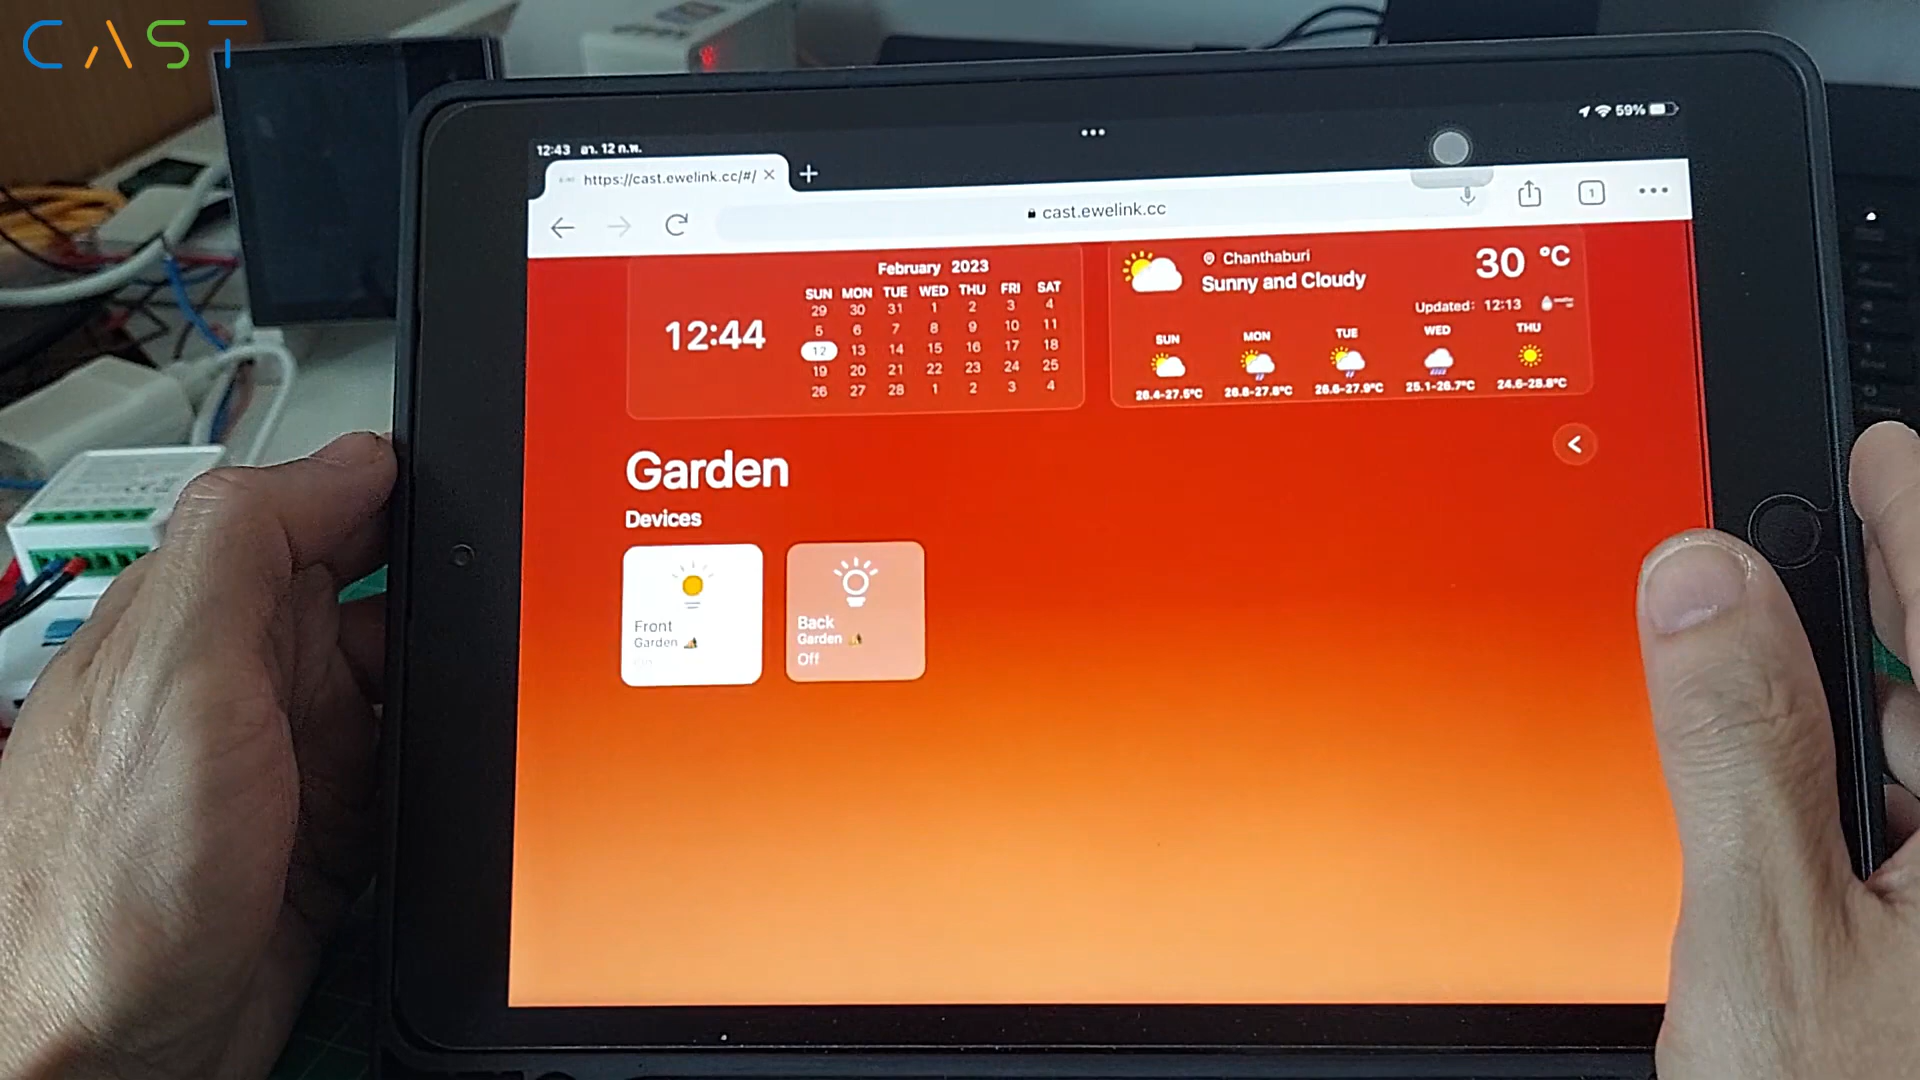 CAST
12:43 อา. 12 ก.พ.
59%
https://cast.ewelink.cc/#/
cast.ewelink.cc
1
12:44
February 2023
SUN MON TUE WED THU FRI SAT
29 30 31 1 2 3 4
5 6 7 8 9 10 11
12 13 14 15 16 17 18
19 20 21 22 23 24 25
26 27 28 1 2 3 4
Chanthaburi
Sunny and Cloudy
30 °C
Updated: 12:13
SUN MON TUE WED THU
26.4-27.5°C 26.8-27.8°C 26.6-27.9°C 25.1-26.7°C 24.6-28.8°C
Garden
Devices
Front
Garden
Back
Garden
Off